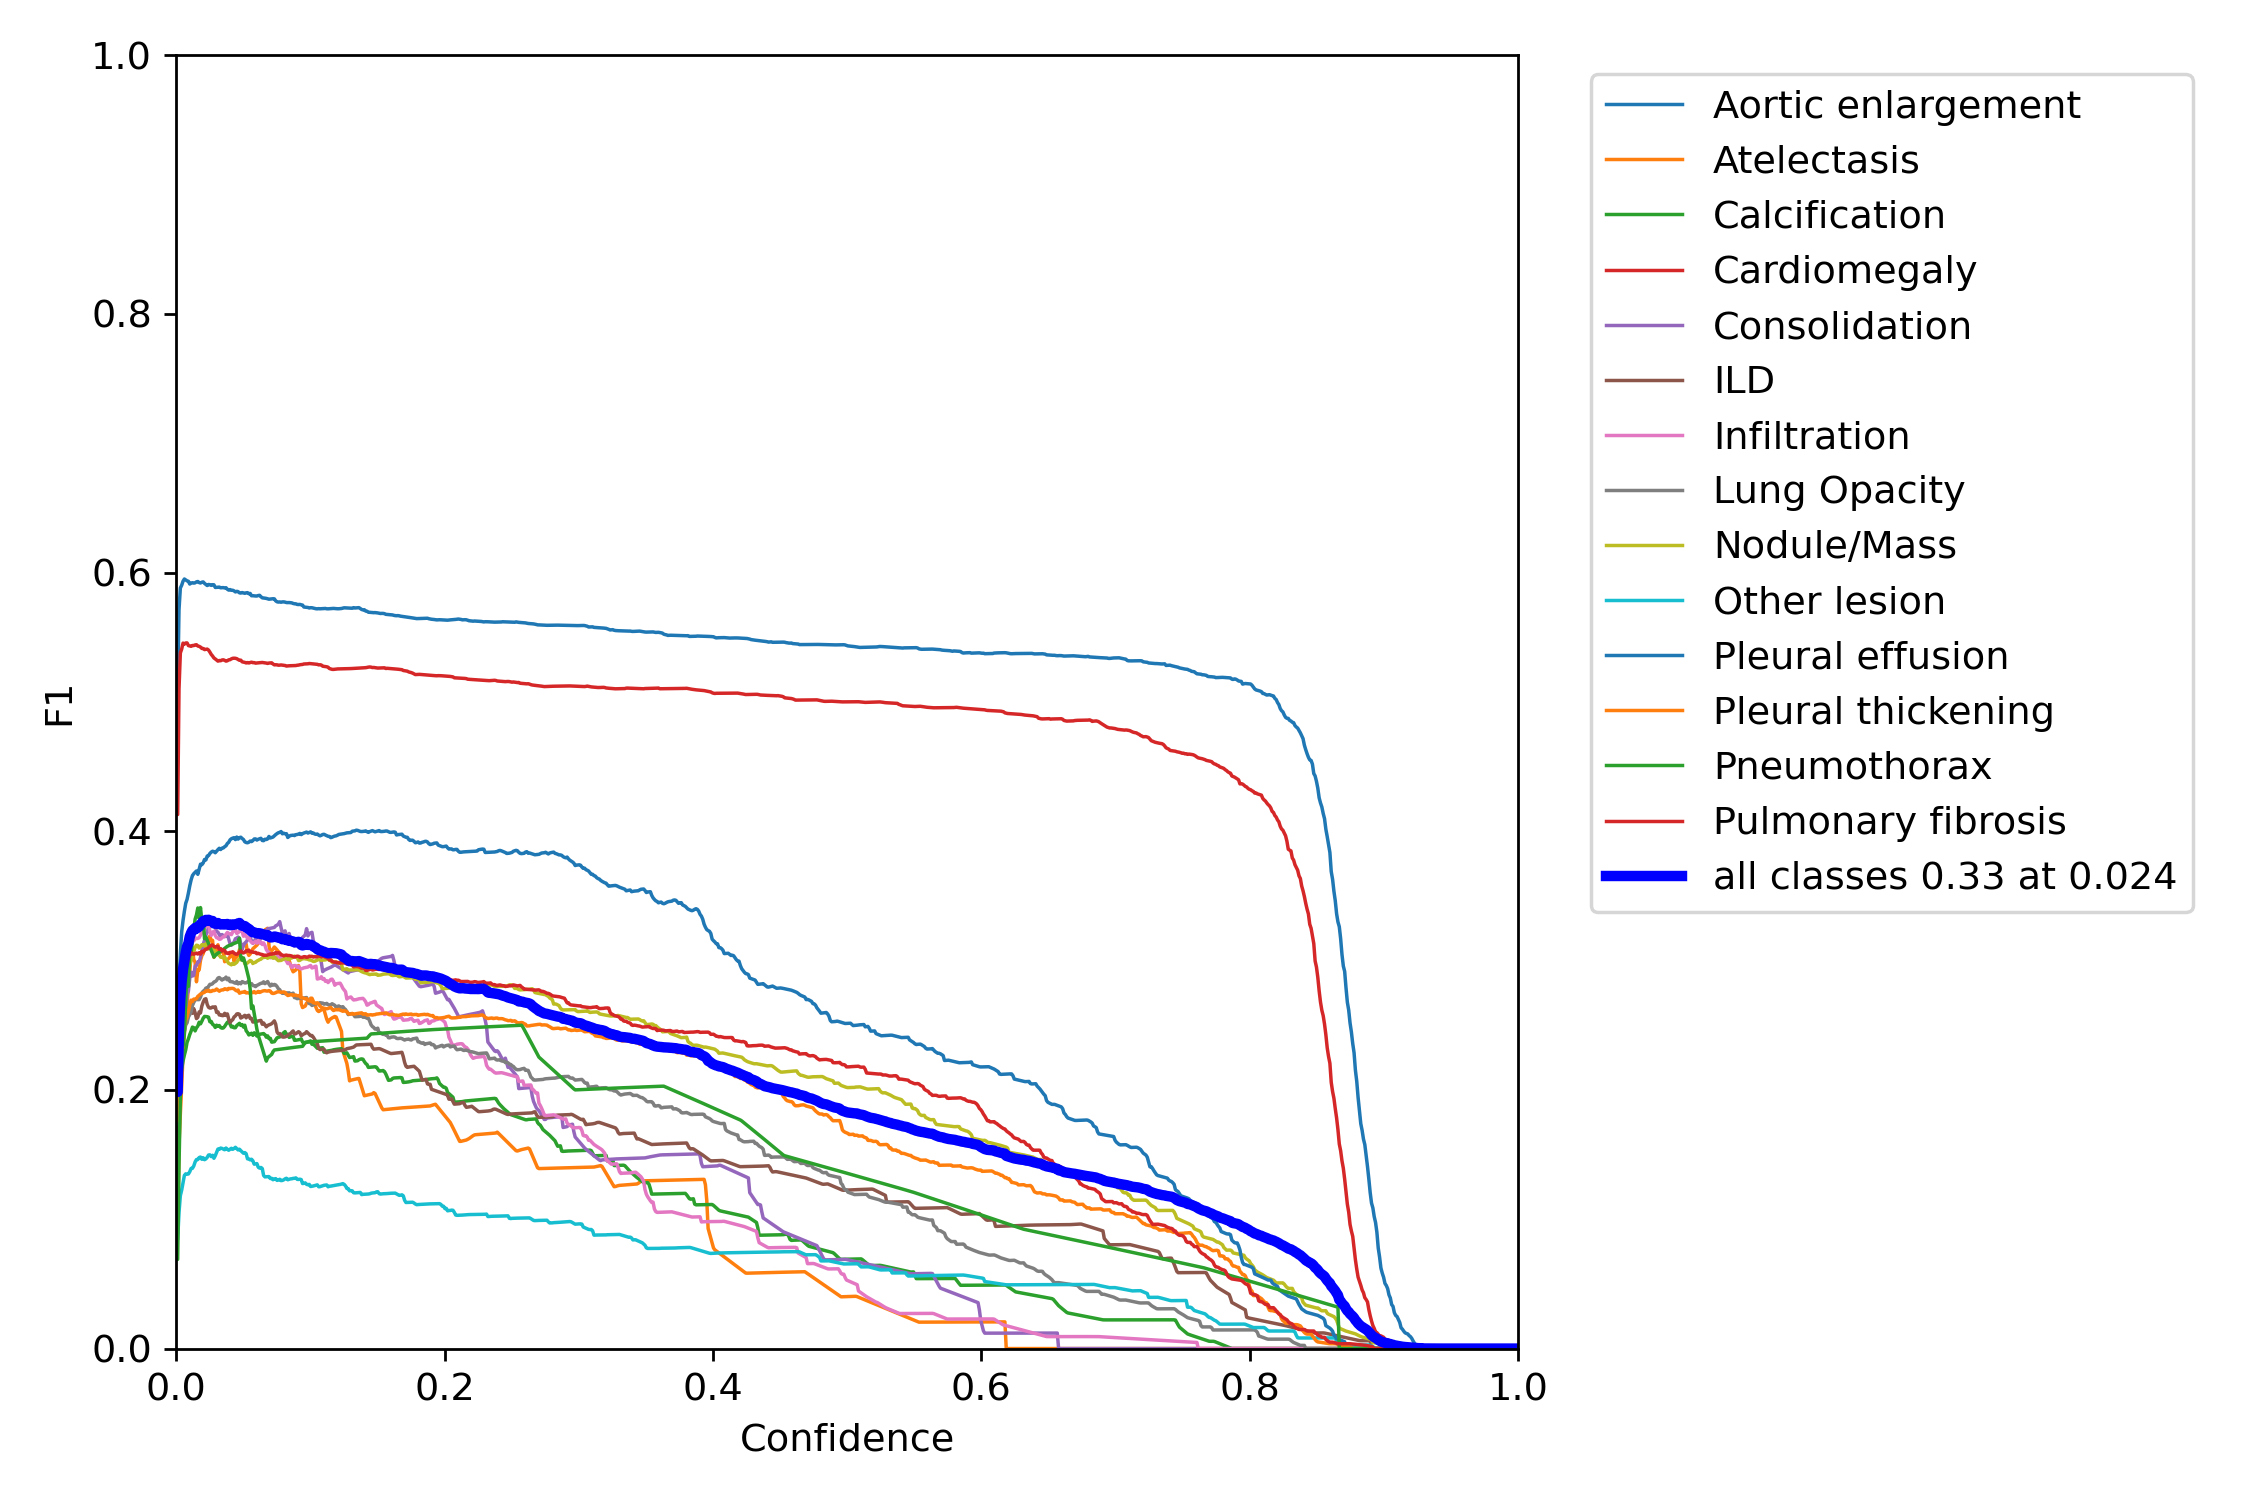 1.0
0.8
0.6
0.4
0.2
0.0
F1
0.0 0.2 0.4 0.6 0.8 1.0
Confidence
Aortic enlargement
Atelectasis
Calcification
Cardiomegaly
Consolidation
ILD
Infiltration
Lung Opacity
Nodule/Mass
Other lesion
Pleural effusion
Pleural thickening
Pneumothorax
Pulmonary fibrosis
all classes 0.33 at 0.024